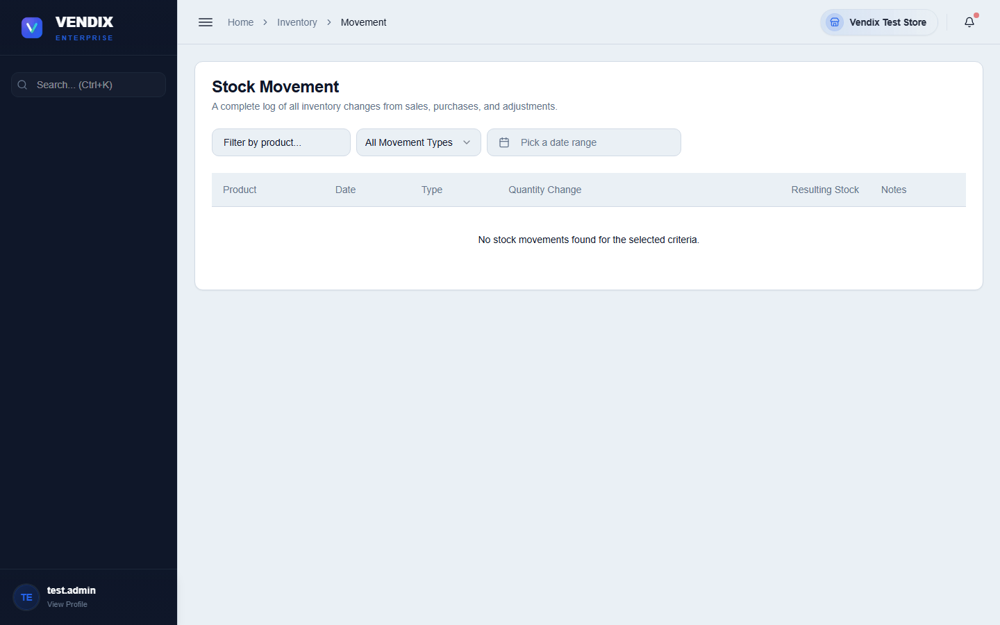 VENDIX
ENTERPRISE
Search... (Ctrl+K)
Home > Inventory > Movement
Vendix Test Store
Stock Movement
A complete log of all inventory changes from sales, purchases, and adjustments.
Filter by product... All Movement Types Pick a date range
Product Date Type Quantity Change Resulting Stock Notes
No stock movements found for the selected criteria.
TE
test.admin
View Profile